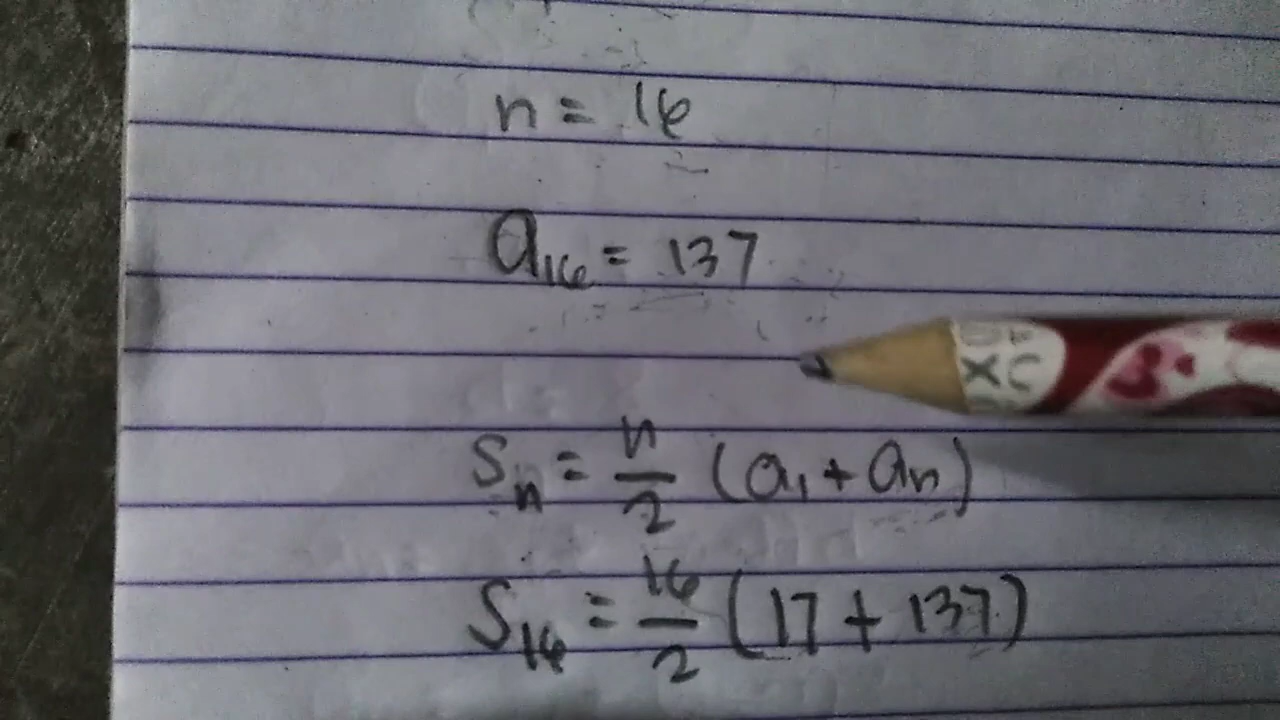 n = 16
a₁₆ = 137
Sₙ = n/2 (a₁ + aₙ)
S₁₆ = 16/2 (17 + 137)